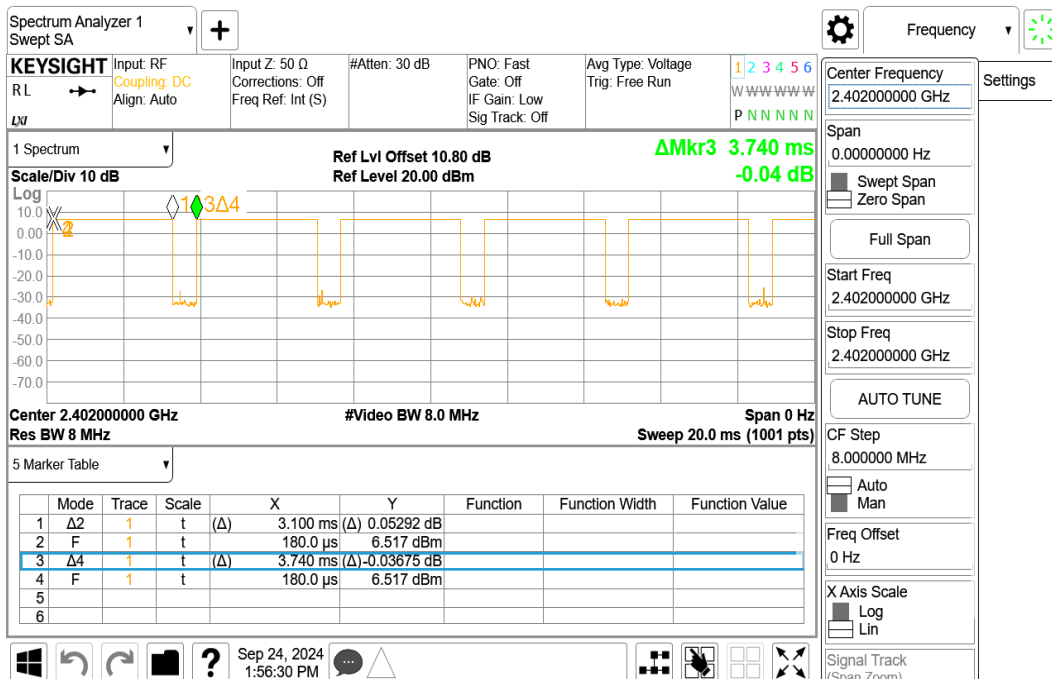 Spectrum Analyzer 1
Swept SA
Frequency
KEYSIGHT
RL
LXI
Input: RF
Coupling: DC
Align: Auto
Input Z: 50 Ω
Corrections: Off
Freq Ref: Int (S)
#Atten: 30 dB
PNO: Fast
Gate: Off
IF Gain: Low
Sig Track: Off
Avg Type: Voltage
Trig: Free Run
1 2 3 4 5 6
W W W W W W
P N N N N N
Settings
Center Frequency
2.402000000 GHz
Span
0.00000000 Hz
Swept Span
Zero Span
Full Span
Start Freq
2.402000000 GHz
Stop Freq
2.402000000 GHz
AUTO TUNE
CF Step
8.000000 MHz
Auto
Man
Freq Offset
0 Hz
X Axis Scale
Log
Lin
Signal Track
(Span Zoom)
1 Spectrum
Scale/Div 10 dB
Ref Lvl Offset 10.80 dB
Ref Level 20.00 dBm
ΔMkr3 3.740 ms
-0.04 dB
Log
1 3Δ4
10.0
0.00
-10.0
-20.0
-30.0
-40.0
-50.0
-60.0
-70.0
Center 2.402000000 GHz
#Video BW 8.0 MHz
Span 0 Hz
Res BW 8 MHz
Sweep 20.0 ms (1001 pts)
5 Marker Table
Mode Trace Scale X Y Function Function Width Function Value
1 Δ2 1 t (Δ) 3.100 ms (Δ) 0.05292 dB
2 F 1 t 180.0 µs 6.517 dBm
3 Δ4 1 t (Δ) 3.740 ms (Δ) -0.03675 dB
4 F 1 t 180.0 µs 6.517 dBm
5
6
?
Sep 24, 2024
1:56:30 PM